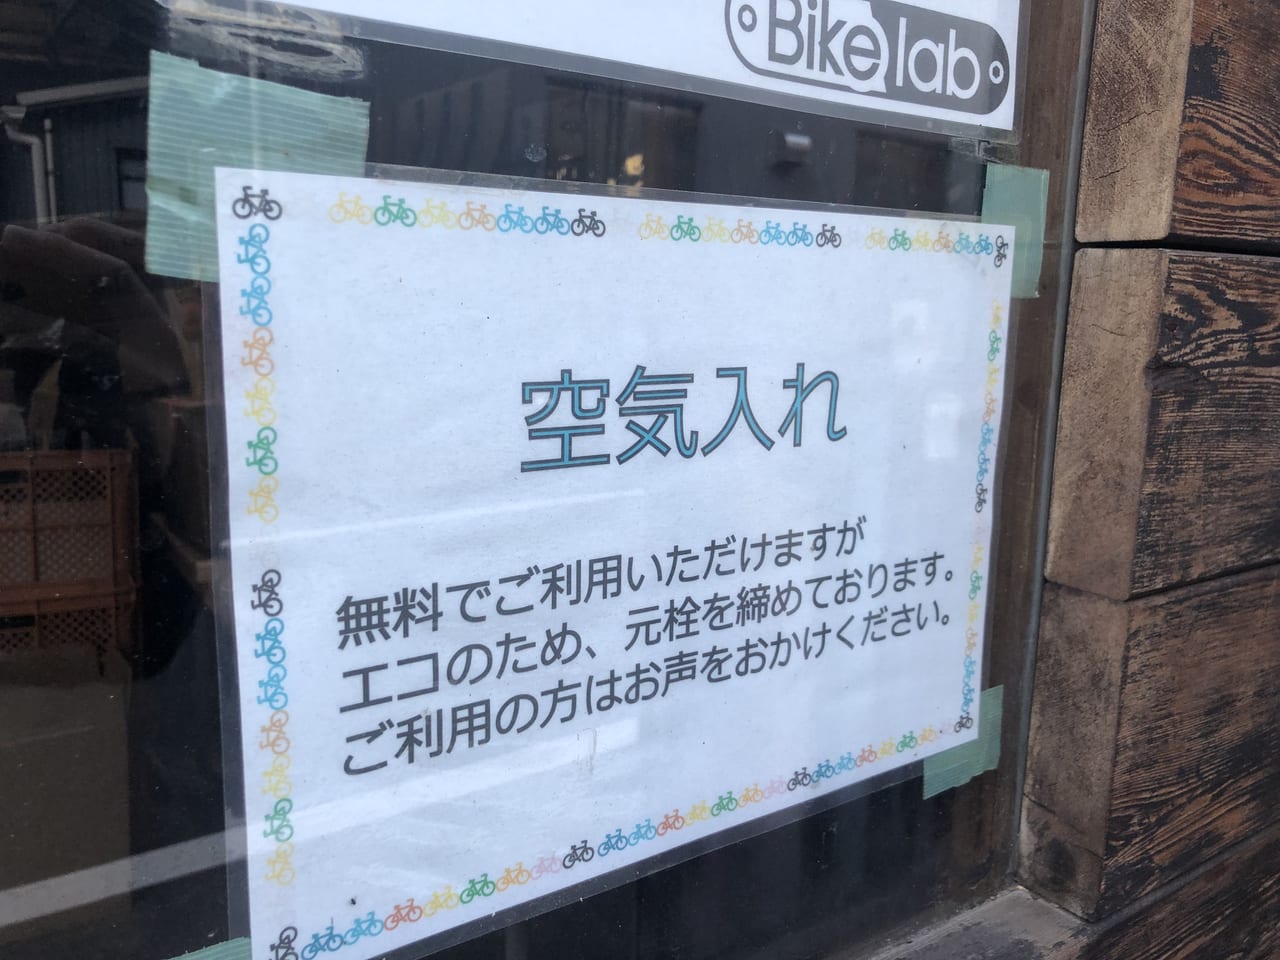 Bike lab
空気入れ
無料でご利用いただけますが
エコのため、元栓を締めております。
ご利用の方はお声をおかけください。